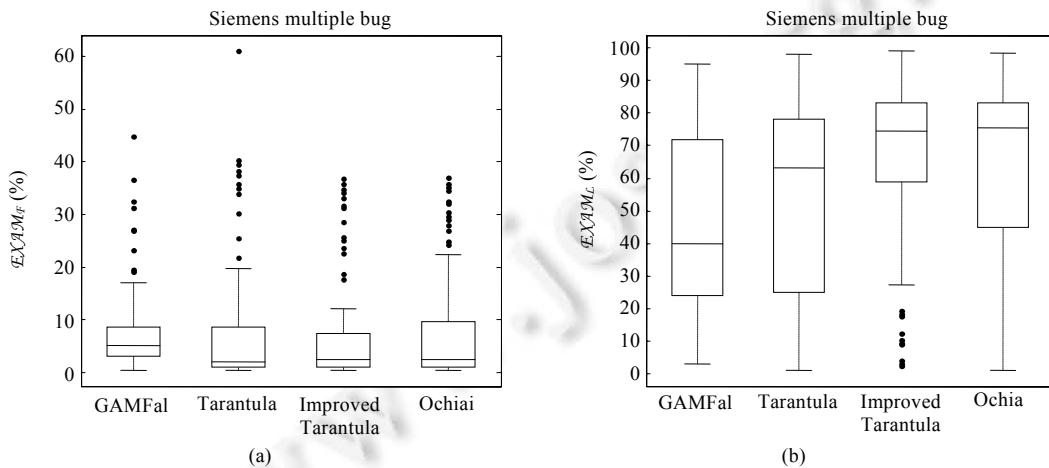 Siemens multiple bug
60
50
40
30
20
10
0
EXAM_F (%)
GAMFal
Tarantula
Improved
Tarantula
Ochiai
(a)
Siemens multiple bug
100
90
80
70
60
50
40
30
20
10
0
EXAM_L (%)
GAMFal
Tarantula
Improved
Tarantula
Ochia
(b)